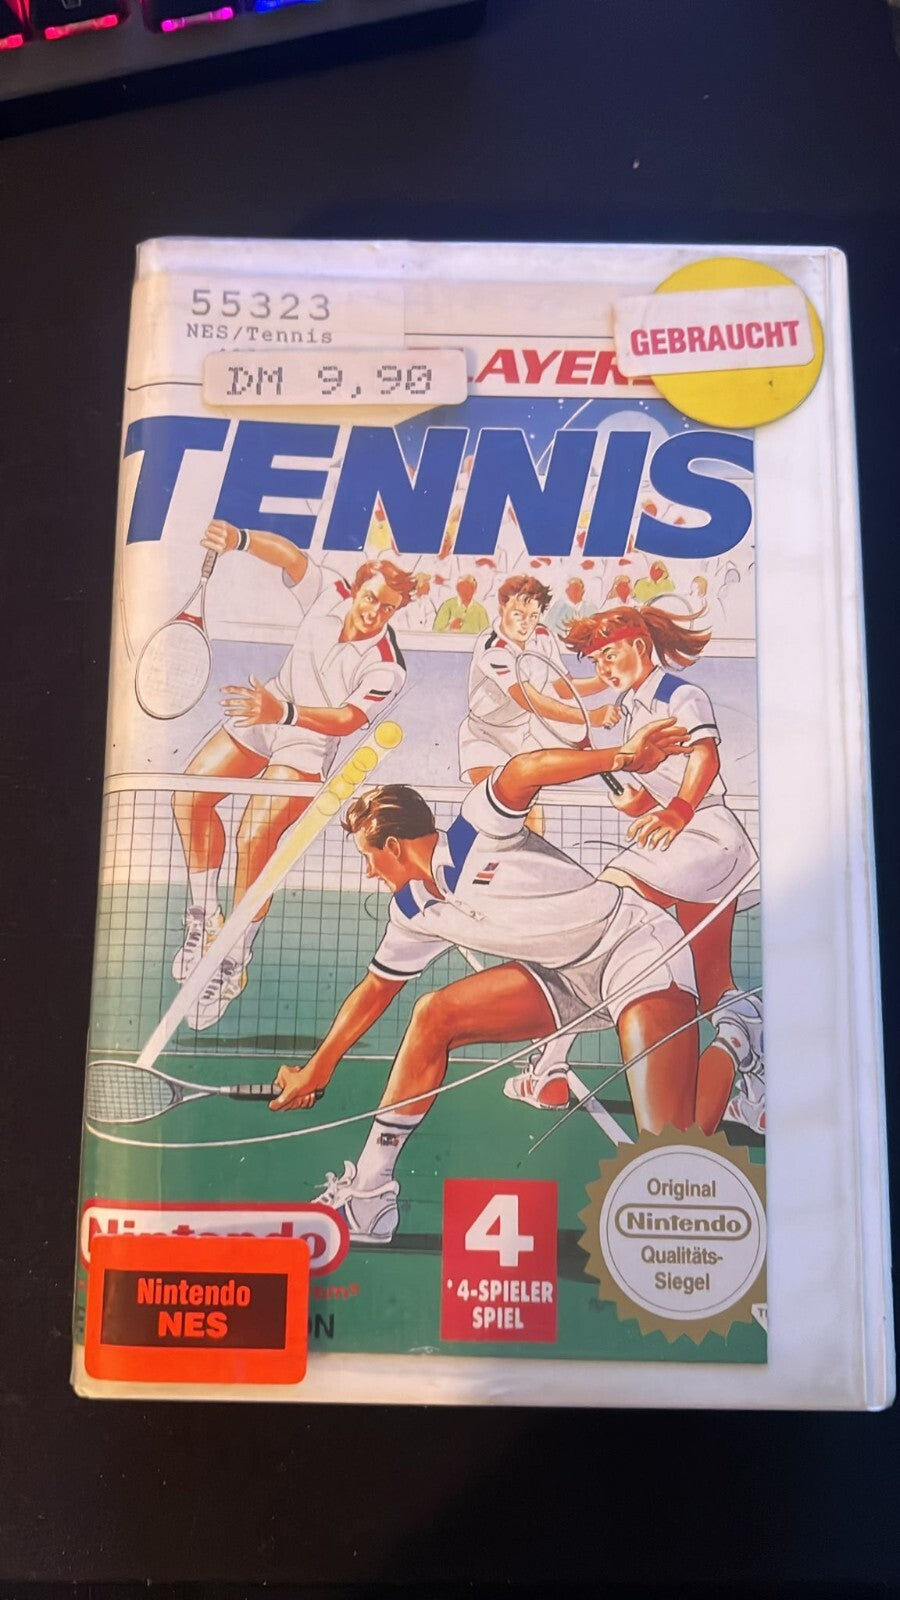 55323
NES/Tennis
DM 9,90
LAYER
GEBRAUCHT
TENNIS
Nintendo
Nintendo
NES
4
*4-SPIELER
SPIEL
Original
Nintendo
Qualitäts-
Siegel